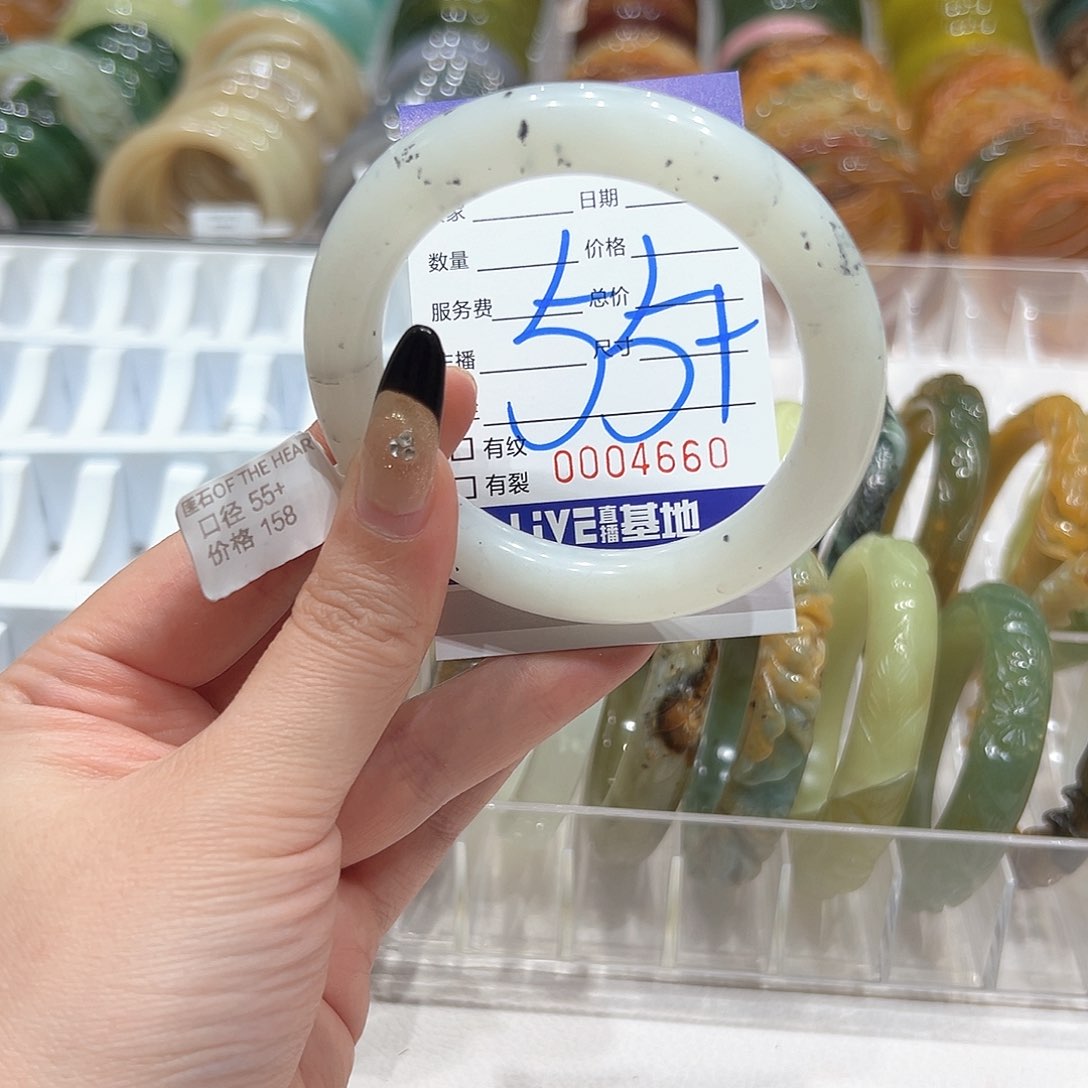 日期
数量
价格
服务费
总价
播
尺寸
55+
有纹
有裂
0004660
LIVE直播基地
石OF THE HEAR
口径 55+
价格 158